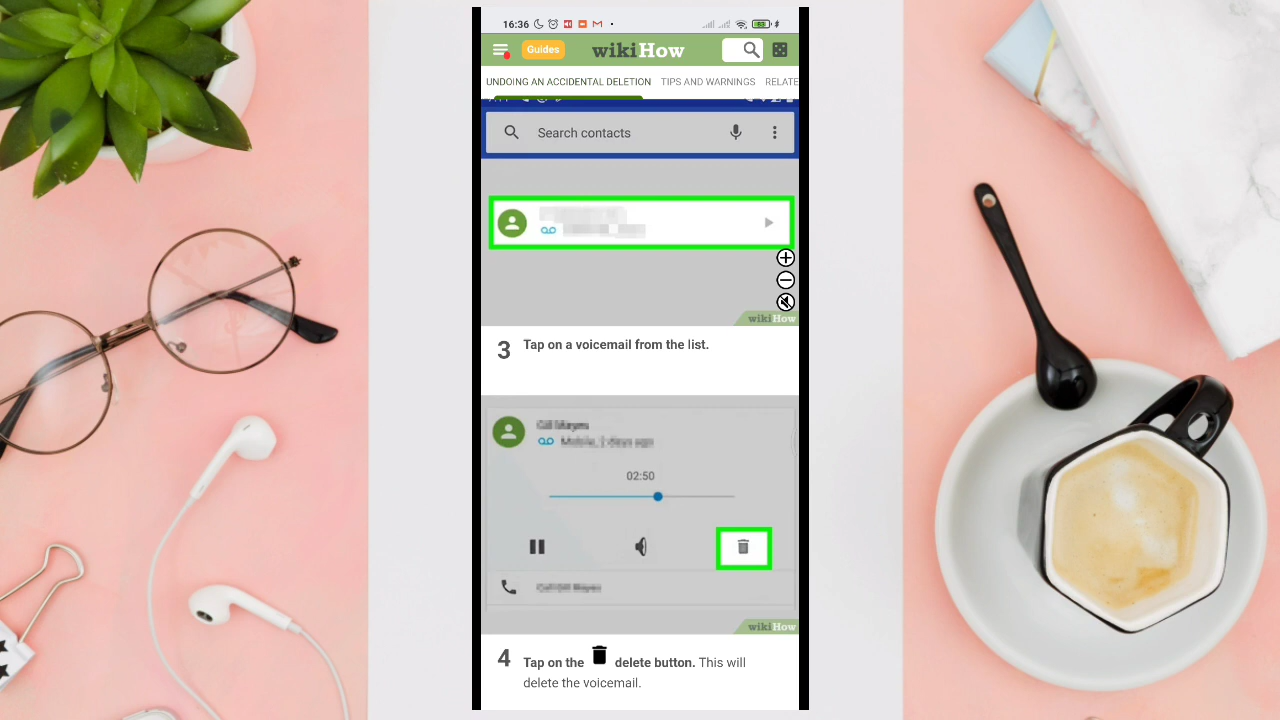 16:36
63
Guides
wikiHow
UNDOING AN ACCIDENTAL DELETION TIPS AND WARNINGS RELATE
Search contacts
wikiHow
3 Tap on a voicemail from the list.
02:50
wikiHow
4 Tap on the delete button. This will
delete the voicemail.